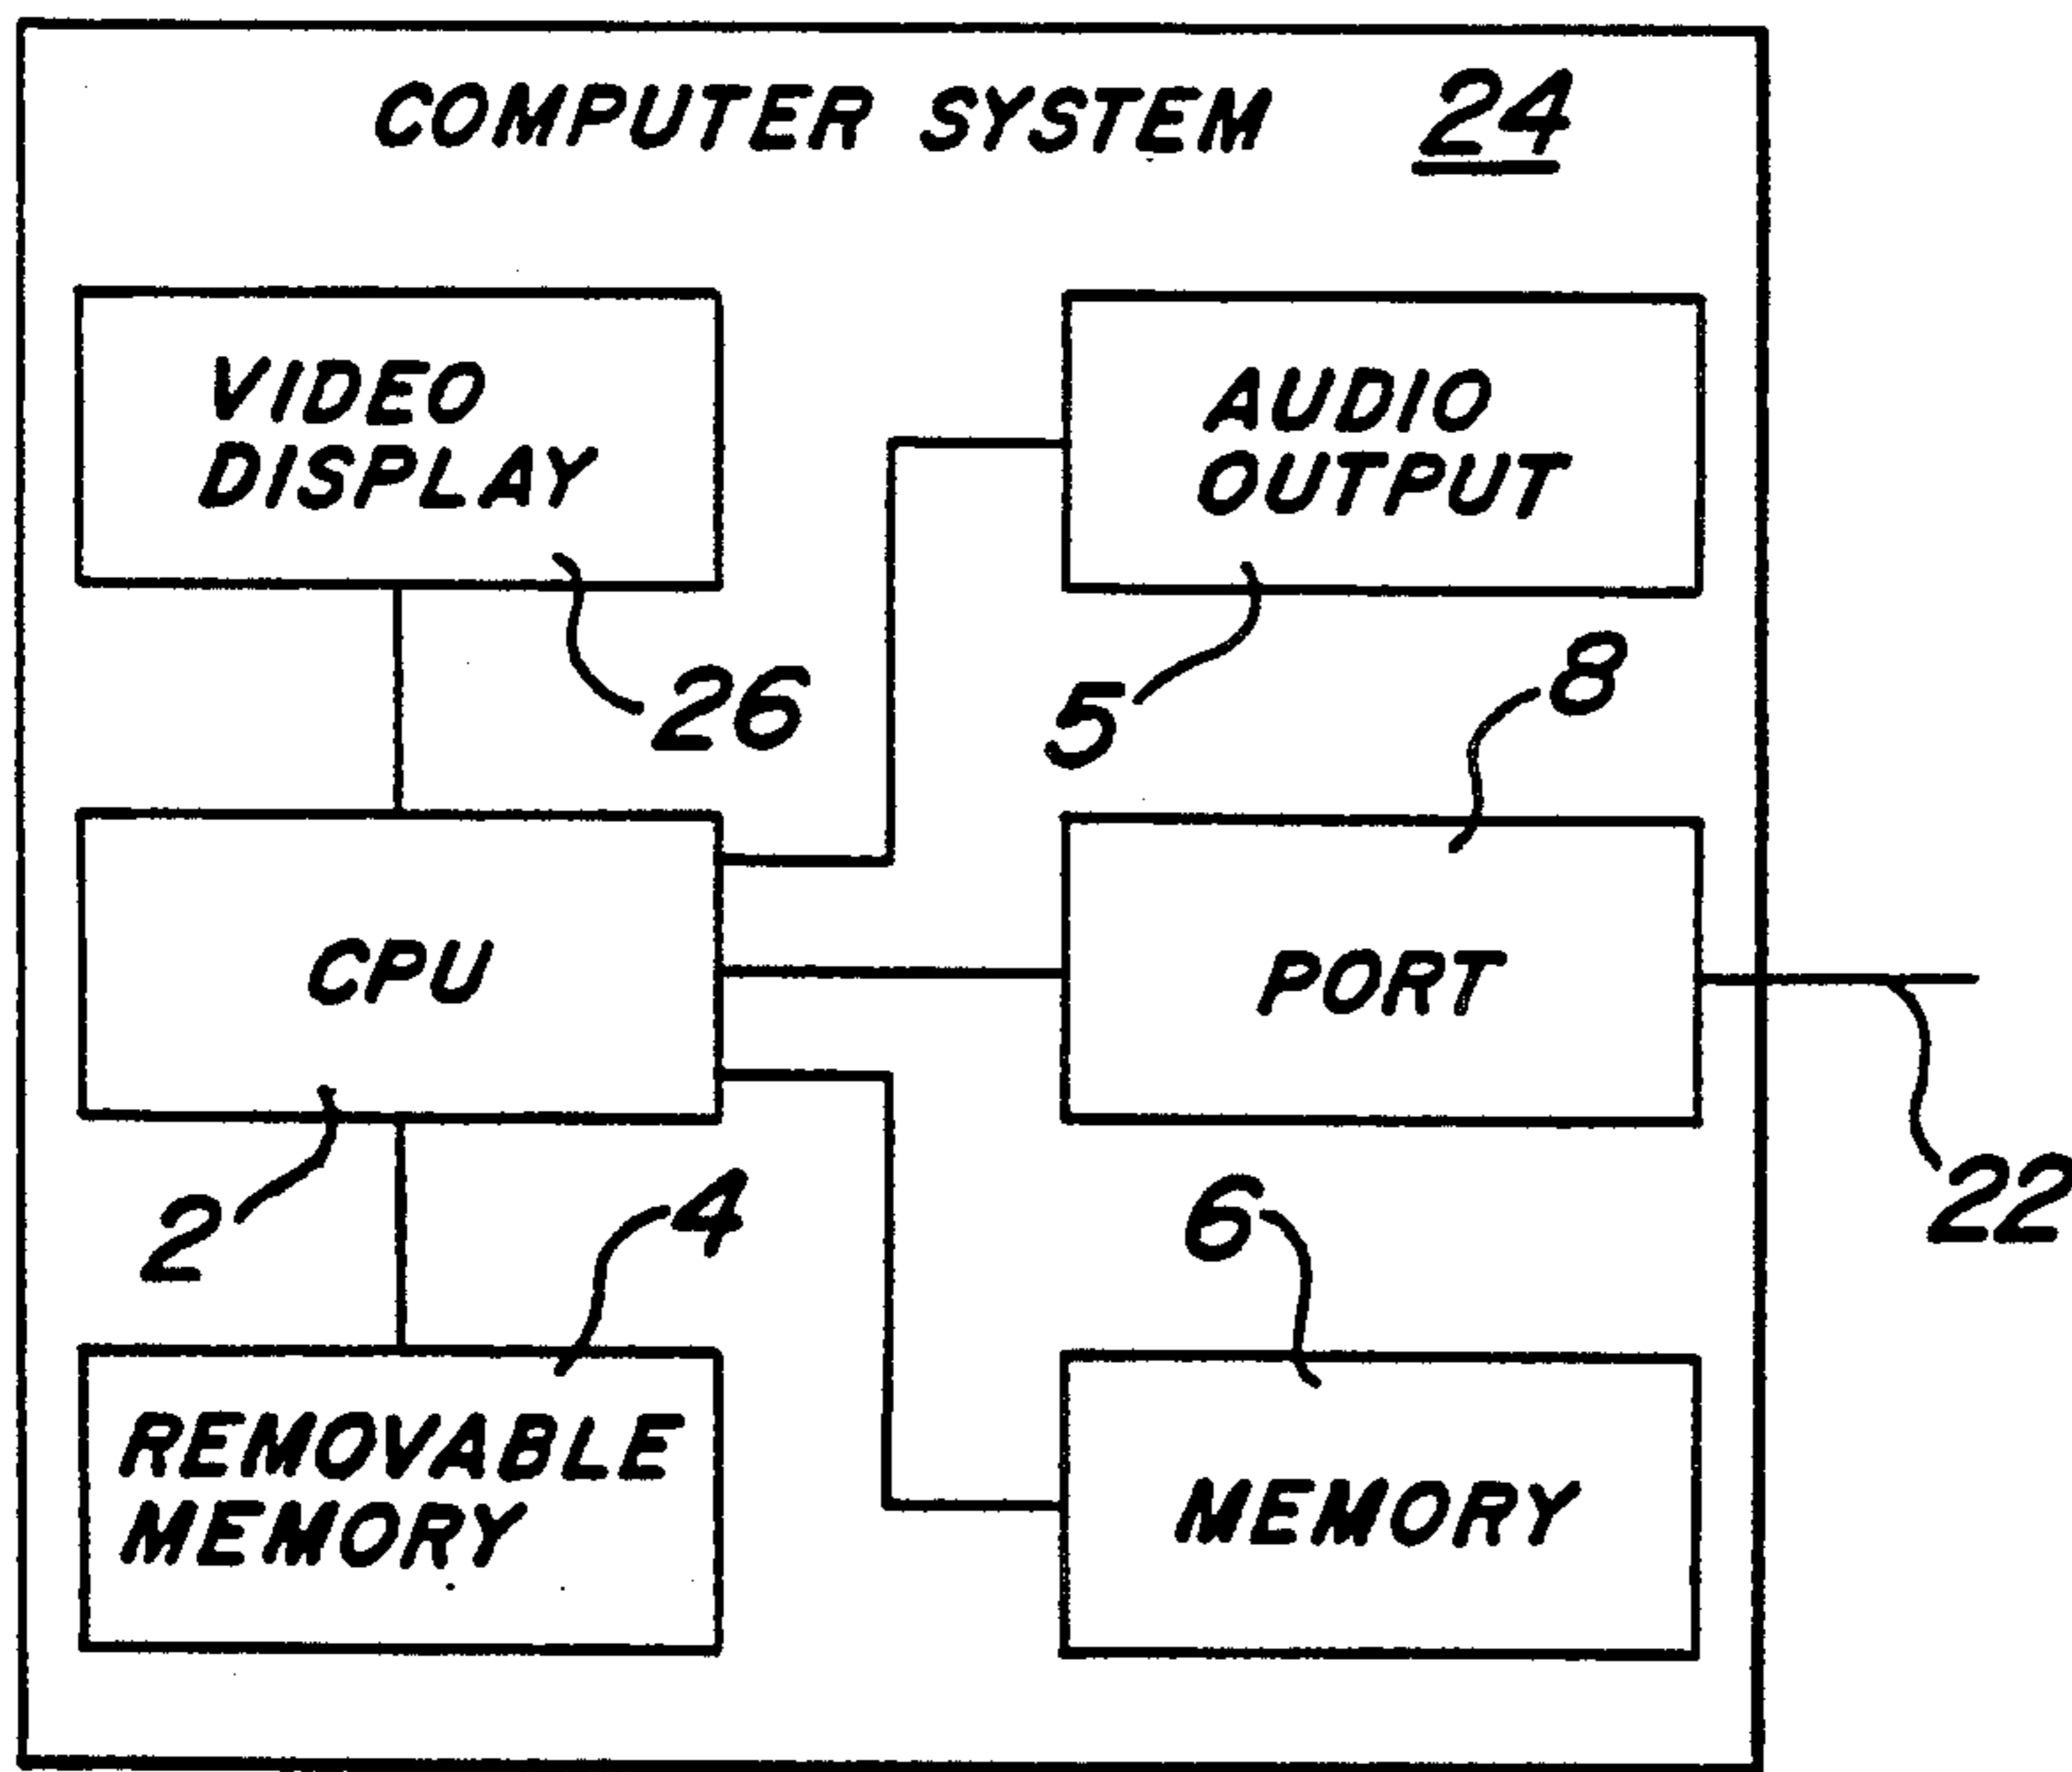 COMPUTER SYSTEM 24
VIDEO
DISPLAY
AUDIO
OUTPUT
26
5
8
CPU
PORT
2
4
6
22
REMOVABLE
MEMORY
MEMORY